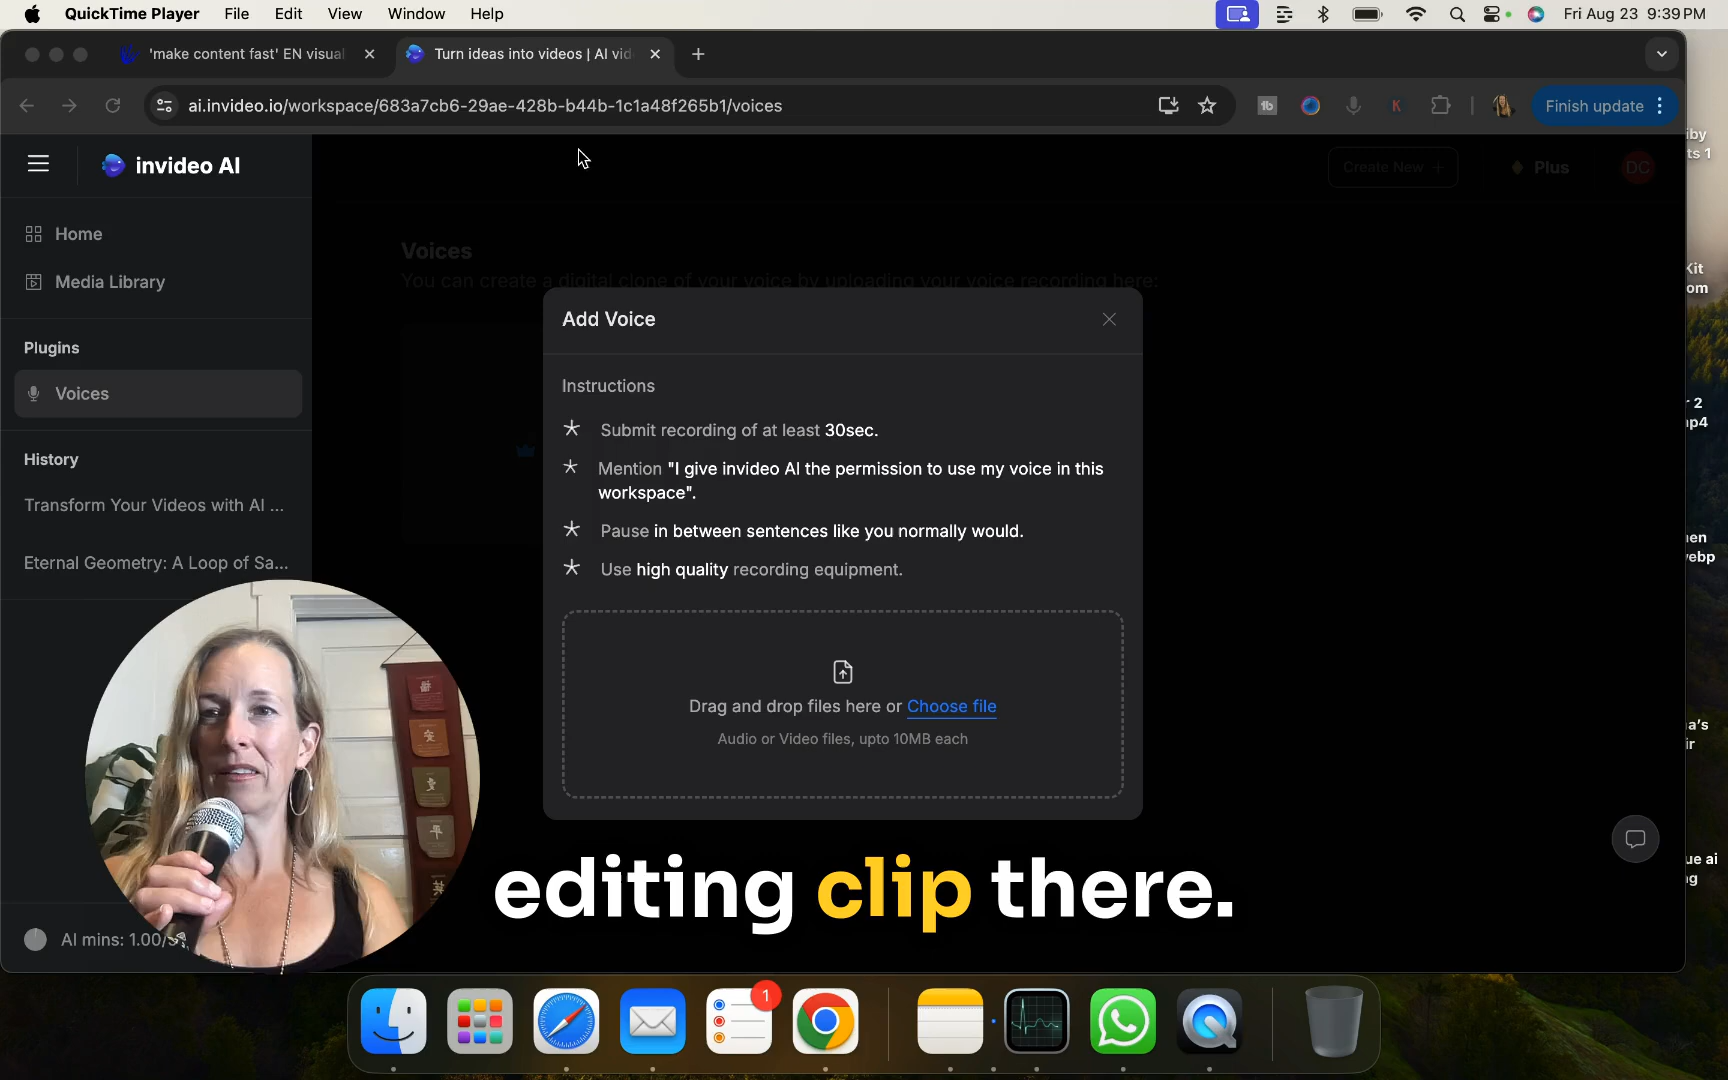 QuickTime Player File Edit View Window Help Fri Aug 23 9:39 PM
'make content fast' EN visual
Turn ideas into videos | AI vid
ai.invideo.io/workspace/683a7cb6-29ae-428b-b44b-1c1a48f265b1/voices
Finish update
invideo AI
Create New +
Plus
DC
Home
Media Library
Plugins
Voices
History
Transform Your Videos with AI ...
Eternal Geometry: A Loop of Sa...
AI mins: 1.00/
Voices
You can create a digital clone of your voice by uploading your voice recording here:
Add Voice
Instructions
Submit recording of at least 30sec.
Mention "I give invideo AI the permission to use my voice in this
workspace".
Pause in between sentences like you normally would.
Use high quality recording equipment.
Drag and drop files here or Choose file
Audio or Video files, upto 10MB each
editing clip there.
1